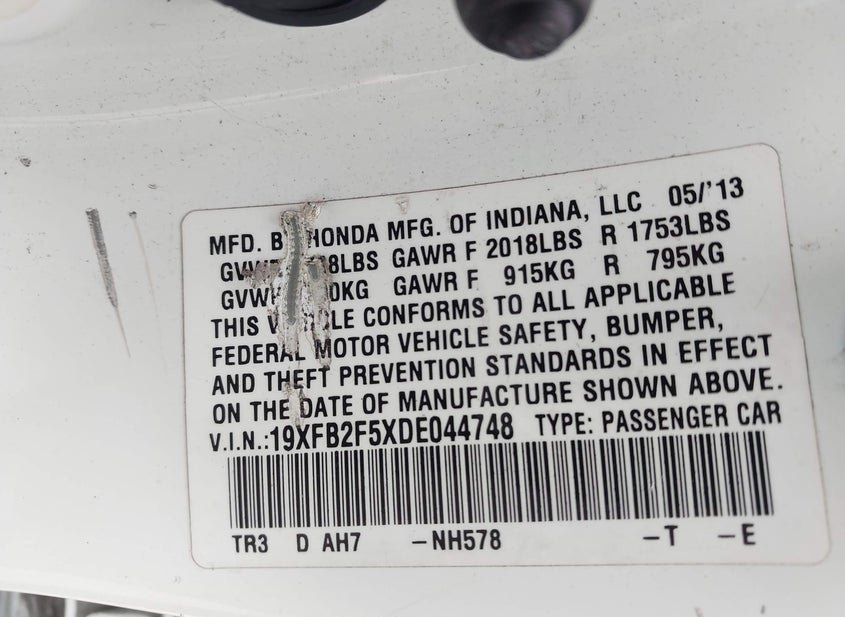 MFD. BY HONDA MFG. OF INDIANA, LLC 05/'13
GAWR F 2018LBS R 1753LBS
GAWR F 915KG R 795KG
THIS VEHICLE CONFORMS TO ALL APPLICABLE
FEDERAL MOTOR VEHICLE SAFETY, BUMPER,
AND THEFT PREVENTION STANDARDS IN EFFECT
ON THE DATE OF MANUFACTURE SHOWN ABOVE.
V.I.N.:19XFB2F5XDE044748 TYPE: PASSENGER CAR
TR3 D AH7 -NH578 -T -E